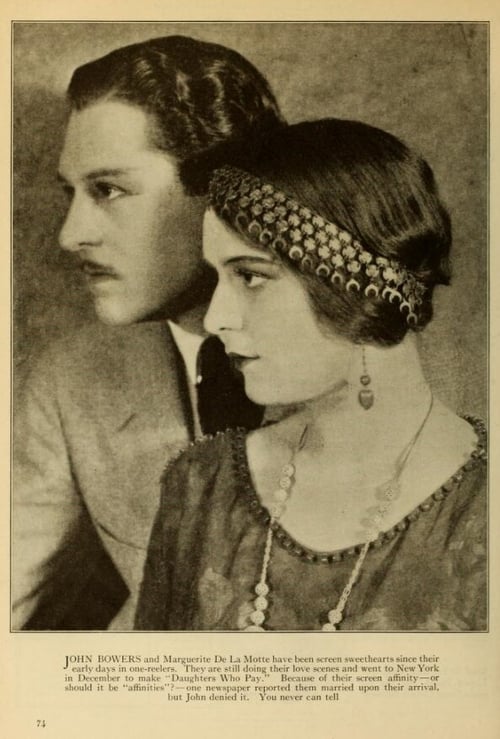 JOHN BOWERS and Marguerite De La Motte have been screen sweethearts since their
early days in one-reelers. They are still doing their love scenes and went to New York
in December to make "Daughters Who Pay." Because of their screen affinity—or
should it be "affinities"?—one newspaper reported them married upon their arrival,
but John denied it. You never can tell
74